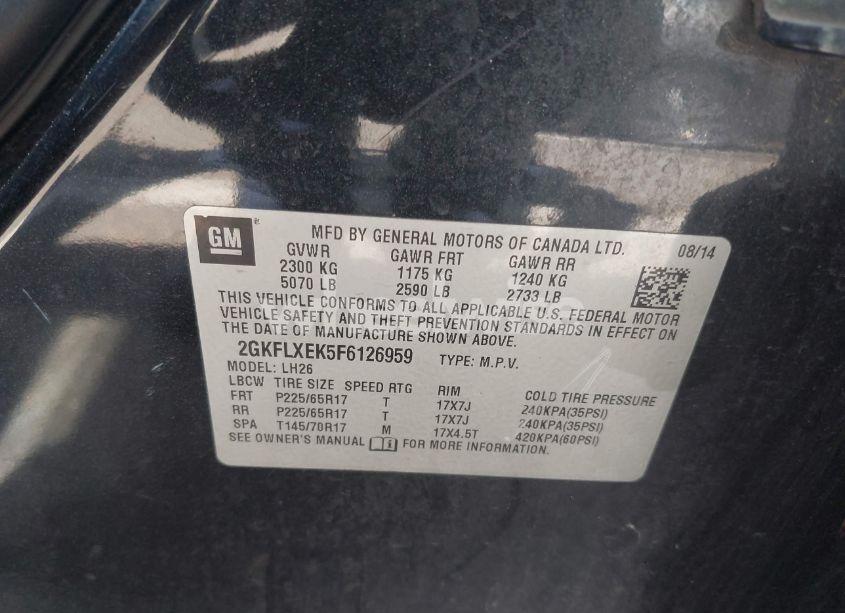 GM
MFD BY GENERAL MOTORS OF CANADA LTD. 08/14
GVWR GAWR FRT GAWR RR
2300 KG 1175 KG 1240 KG
5070 LB 2590 LB 2733 LB
THIS VEHICLE CONFORMS TO ALL APPLICABLE U.S. FEDERAL MOTOR
VEHICLE SAFETY AND THEFT PREVENTION STANDARDS IN EFFECT ON
THE DATE OF MANUFACTURE SHOWN ABOVE.
2GKFLXEK5F6126959 TYPE: M.P.V.
MODEL: LH26
LBCW TIRE SIZE SPEED RTG RIM COLD TIRE PRESSURE
FRT P225/65R17 T 17X7J 240KPA(35PSI)
RR P225/65R17 T 17X7J 240KPA(35PSI)
SPA T145/70R17 M 17X4.5T 420KPA(60PSI)
SEE OWNER'S MANUAL FOR MORE INFORMATION.